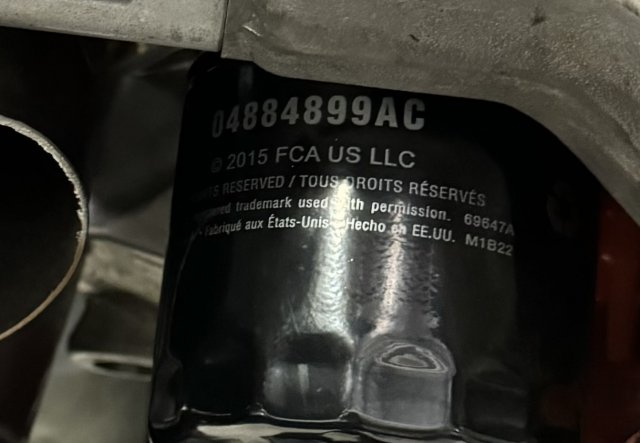 04884899AC
© 2015 FCA US LLC
RESERVED / TOUS DROITS RÉSERVÉS
trademark used with permission. 69647A
Fabriqué aux États-Unis Hecho en EE.UU. M1B22